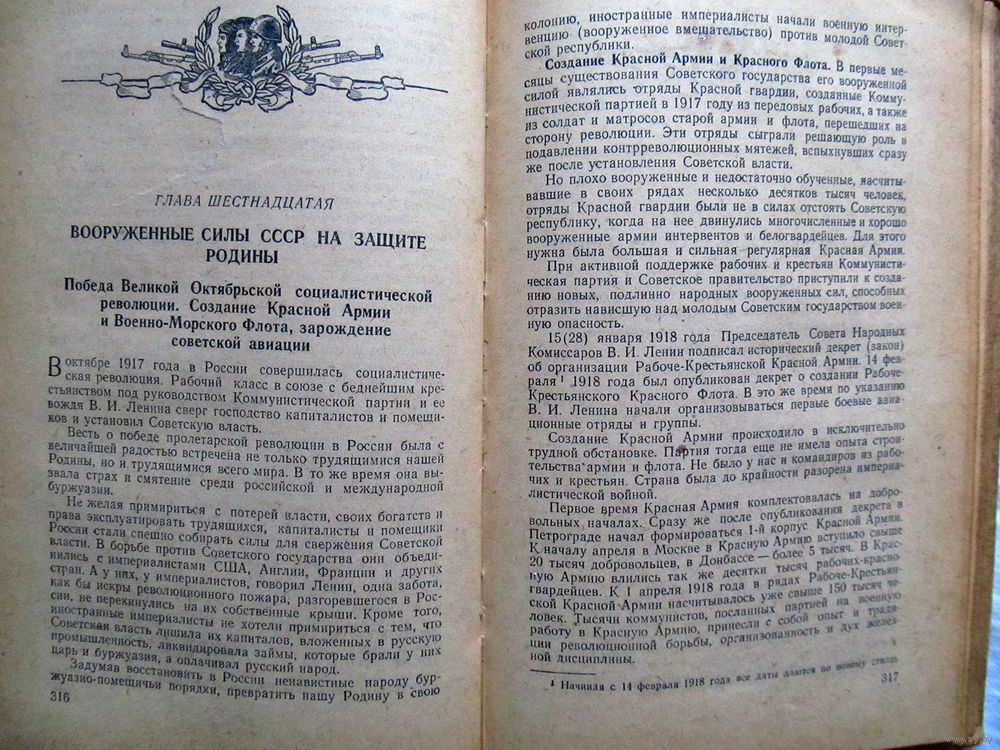 ГЛАВА ШЕСТНАДЦАТАЯ
ВООРУЖЕННЫЕ СИЛЫ СССР НА ЗАЩИТЕ
РОДИНЫ
Победа Великой Октябрьской социалистической
революции. Создание Красной Армии
и Военно-Морского Флота, зарождение
советской авиации
В октябре 1917 года в России совершилась социалистиче-
ская революция. Рабочий класс в союзе с беднейшим кре-
стьянством под руководством Коммунистической партии и ее
вождя В. И. Ленина сверг господство капиталистов и помещи-
ков и установил Советскую власть.
Весть о победе пролетарской революции в России была с
величайшей радостью встречена не только трудящимися нашей
Родины, но и трудящимися всего мира. В то же время она вы-
звала страх и смятение среди российской и международной
буржуазии.
Не желая примириться с потерей власти, своих богатств и
права эксплуатировать трудящихся, капиталисты и помещики
России стали спешно собирать силы для свержения Советской
власти. В борьбе против Советского государства они объеди-
нились с империалистами США, Англии, Франции и других
стран. А у них, у империалистов, говорил Ленин, одна забота,
как бы искры революционного пожара, разгоревшегося в Рос-
сии, не перекинулись на их собственные крыши. Кроме того,
иностранные империалисты не хотели примириться с тем, что
Советская власть лишила их капиталов, вложенных в русскую
промышленность, ликвидировала займы, которые брали у них
царь и буржуазия, а оплачивал русский народ.
Задумав восстановить в России ненавистные народу бур-
жуазно-помещичьи порядки, превратить нашу Родину в свою
316
колонию, иностранные империалисты начали военную интер-
венцию (вооруженное вмешательство) против молодой Совет-
ской республики.
Создание Красной Армии и Красного Флота. В первые ме-
сяцы существования Советского государства его вооруженной
силой являлись отряды Красной гвардии, созданные Комму-
нистической партией в 1917 году из передовых рабочих, а также
из солдат и матросов старой армии и флота, перешедших на
сторону революции. Эти отряды сыграли решающую роль в
подавлении контрреволюционных мятежей, вспыхнувших сразу
же после установления Советской власти.
Но плохо вооруженные и недостаточно обученные, насчиты-
вавшие в своих рядах несколько десятков тысяч человек,
отряды Красной гвардии были не в силах отстоять Советскую
республику, когда на нее двинулись многочисленные и хорошо
вооруженные армии интервентов и белогвардейцев. Для этого
нужна была большая и сильная регулярная Красная Армия.
При активной поддержке рабочих и крестьян Коммунисти-
ческая партия и Советское правительство приступили к созда-
нию новых, подлинно народных вооруженных сил, способных
отразить нависшую над молодым Советским государством воен-
ную опасность.
15(28) января 1918 года Председатель Совета Народных
Комиссаров В. И. Ленин подписал исторический декрет (закон)
об организации Рабоче-Крестьянской Красной Армии. 14 фев-
раля¹ 1918 года был опубликован декрет о создании Рабоче-
Крестьянского Красного Флота. В это же время по указанию
В. И. Ленина начали организовываться первые боевые авиа-
ционные отряды и группы.
Создание Красной Армии происходило в исключительно
трудной обстановке. Партия тогда еще не имела опыта строи-
тельства армии и флота. Не было у нас и командиров из рабо-
чих и крестьян. Страна была до крайности разорена империа-
листической войной.
Первое время Красная Армия комплектовалась на добро-
вольных началах. Сразу же после опубликования декрета в
Петрограде начал формироваться 1-й корпус Красной Армии.
К началу апреля в Москве в Красную Армию вступило свыше
20 тысяч добровольцев, в Донбассе — более 5 тысяч. В Крас-
ную Армию влились так же десятки тысяч рабочих-красно-
гвардейцев. К 1 апреля 1918 года в рядах Рабоче-Крестьян-
ской Красной Армии насчитывалось уже свыше 150 тысяч че-
ловек. Тысячи коммунистов, посланных партией на военную
работу в Красную Армию, принесли с собой опыт и тради-
ции революционной борьбы, организованность и дух желез-
ной дисциплины.
¹ Начиная с 14 февраля 1918 года все даты даются по новому стилю
317